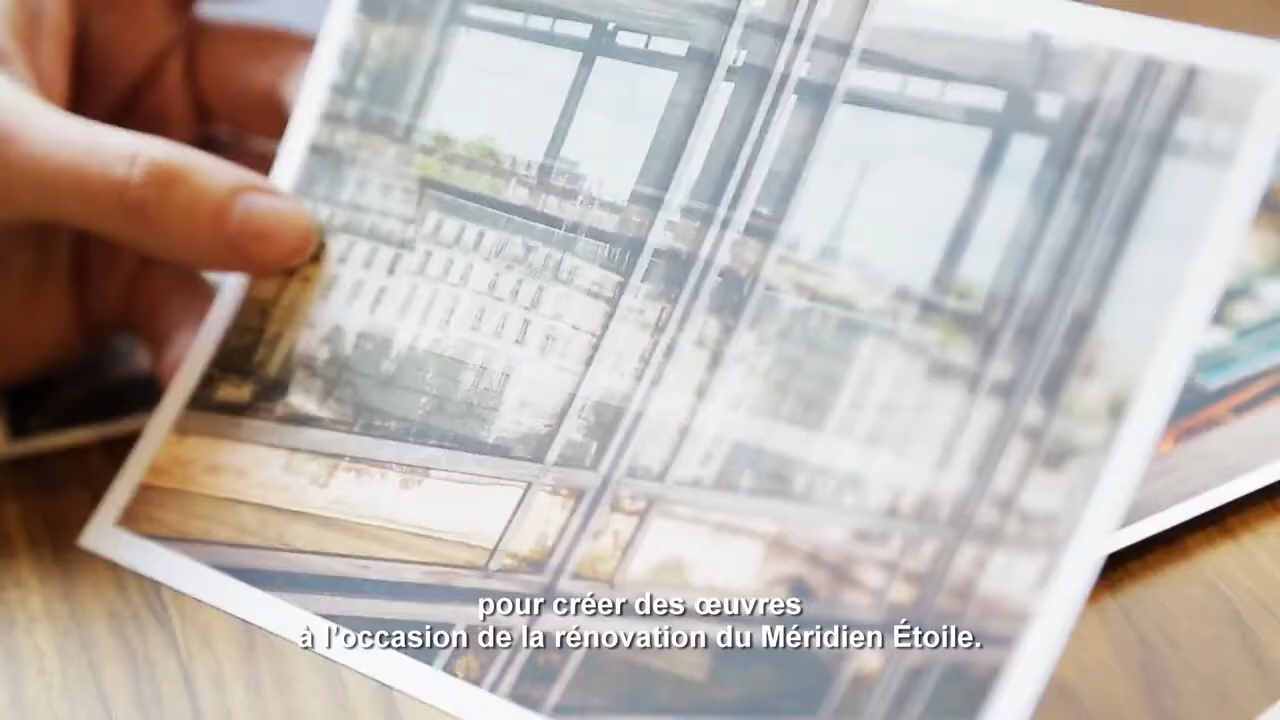 pour créer des œuvres
à l'occasion de la rénovation du Méridien Étoile.